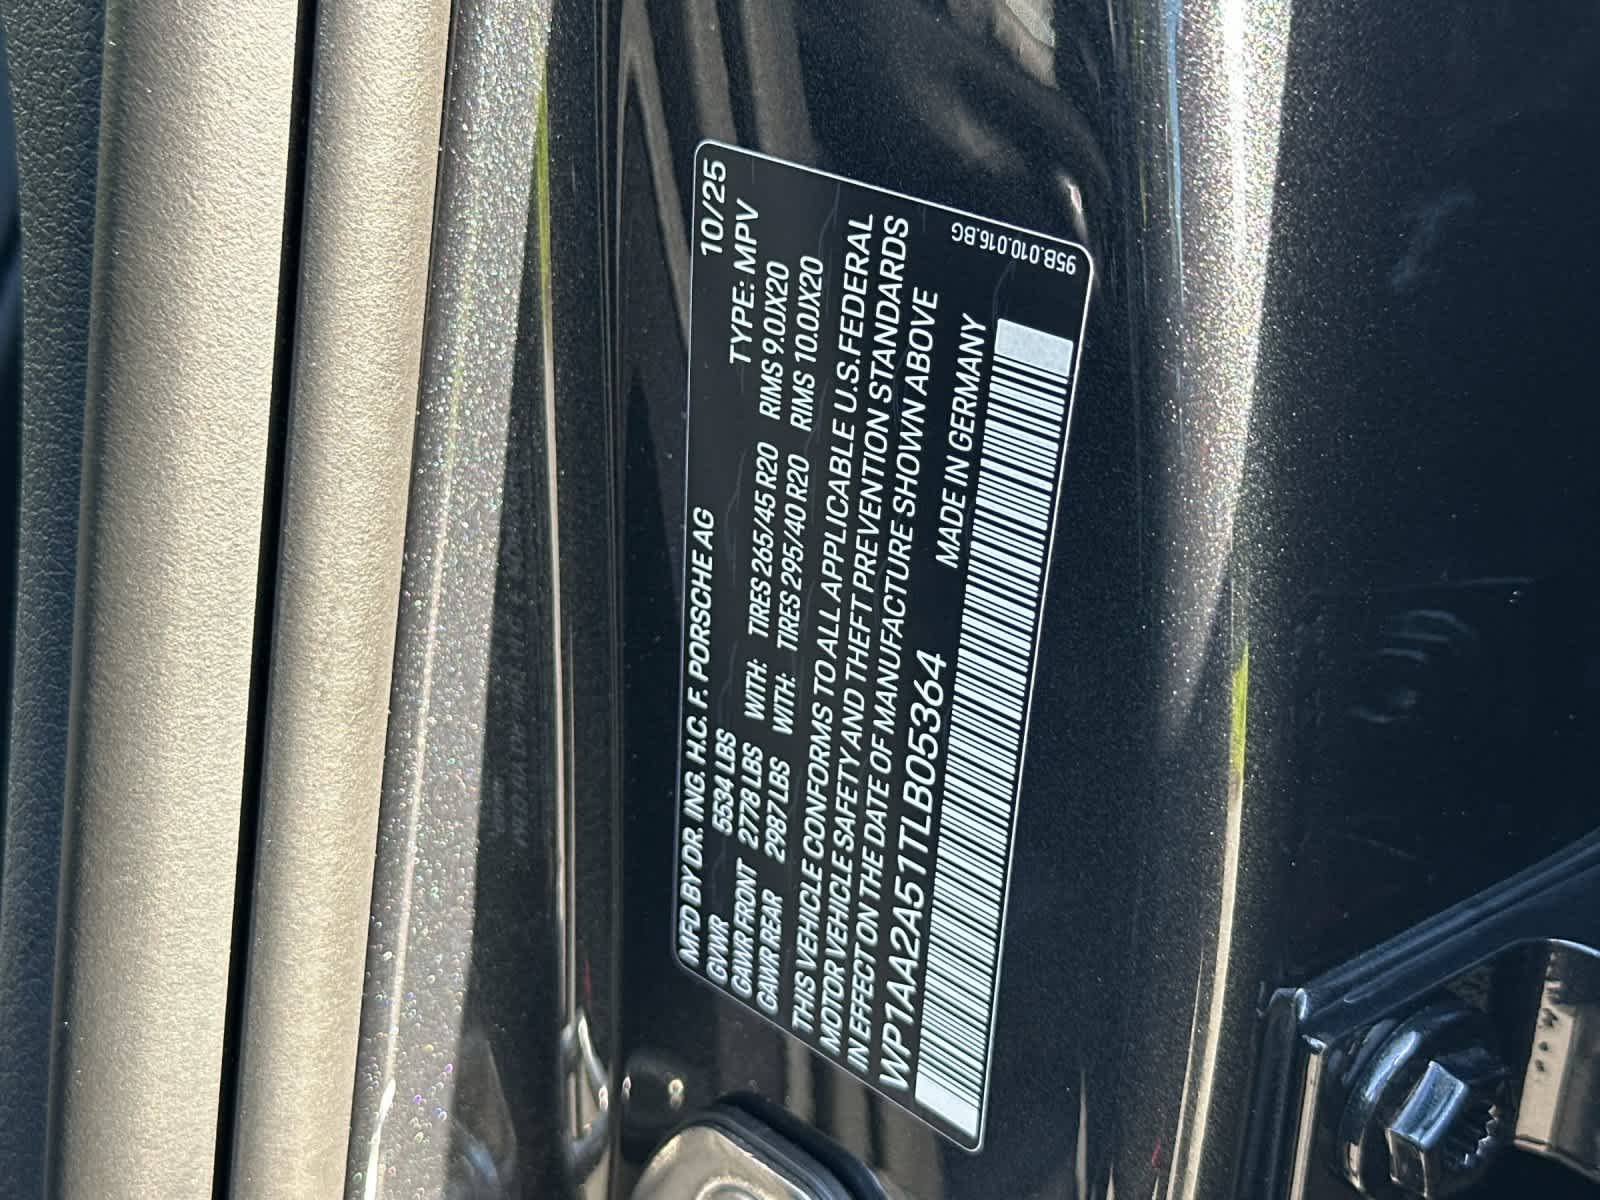 MFD BY DR. ING. H.C. F. PORSCHE AG 10/25
GVWR 5534 LBS TYPE: MPV
GAWR FRONT 2778 LBS WITH: TIRES 265/45 R20 RIMS 9.0JX20
GAWR REAR 2987 LBS WITH: TIRES 295/40 R20 RIMS 10.0JX20
THIS VEHICLE CONFORMS TO ALL APPLICABLE U.S.FEDERAL
MOTOR VEHICLE SAFETY AND THEFT PREVENTION STANDARDS
IN EFFECT ON THE DATE OF MANUFACTURE SHOWN ABOVE
WP1AA2A51TLB05364 MADE IN GERMANY
95B.010.016.BG